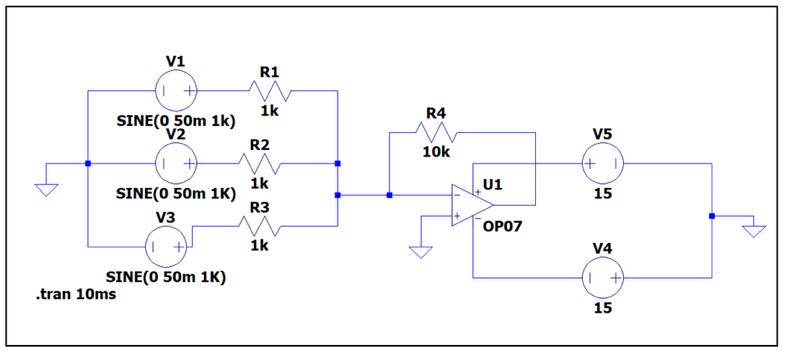 V1
R1
SINE(0 50m 1k)
1k
V2
R2
SINE(0 50m 1K)
1k
V3
R3
SINE(0 50m 1K)
1k
.tran 10ms
R4
10k
U1
OP07
V5
15
V4
15